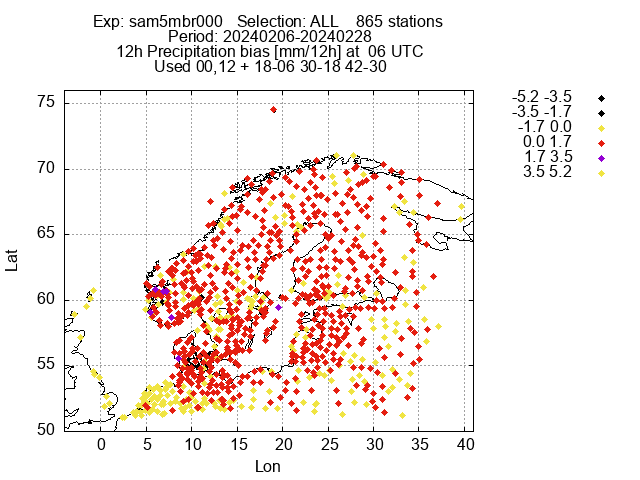 Exp: sam5mbr000   Selection: ALL    865 stations
Period: 20240206-20240228
12h Precipitation bias [mm/12h] at  06 UTC
Used 00,12 + 18-06 30-18 42-30
-5.2 -3.5
-3.5 -1.7
-1.7 0.0
0.0 1.7
1.7 3.5
3.5 5.2
75
70
65
60
55
50
Lat
0 5 10 15 20 25 30 35 40
Lon